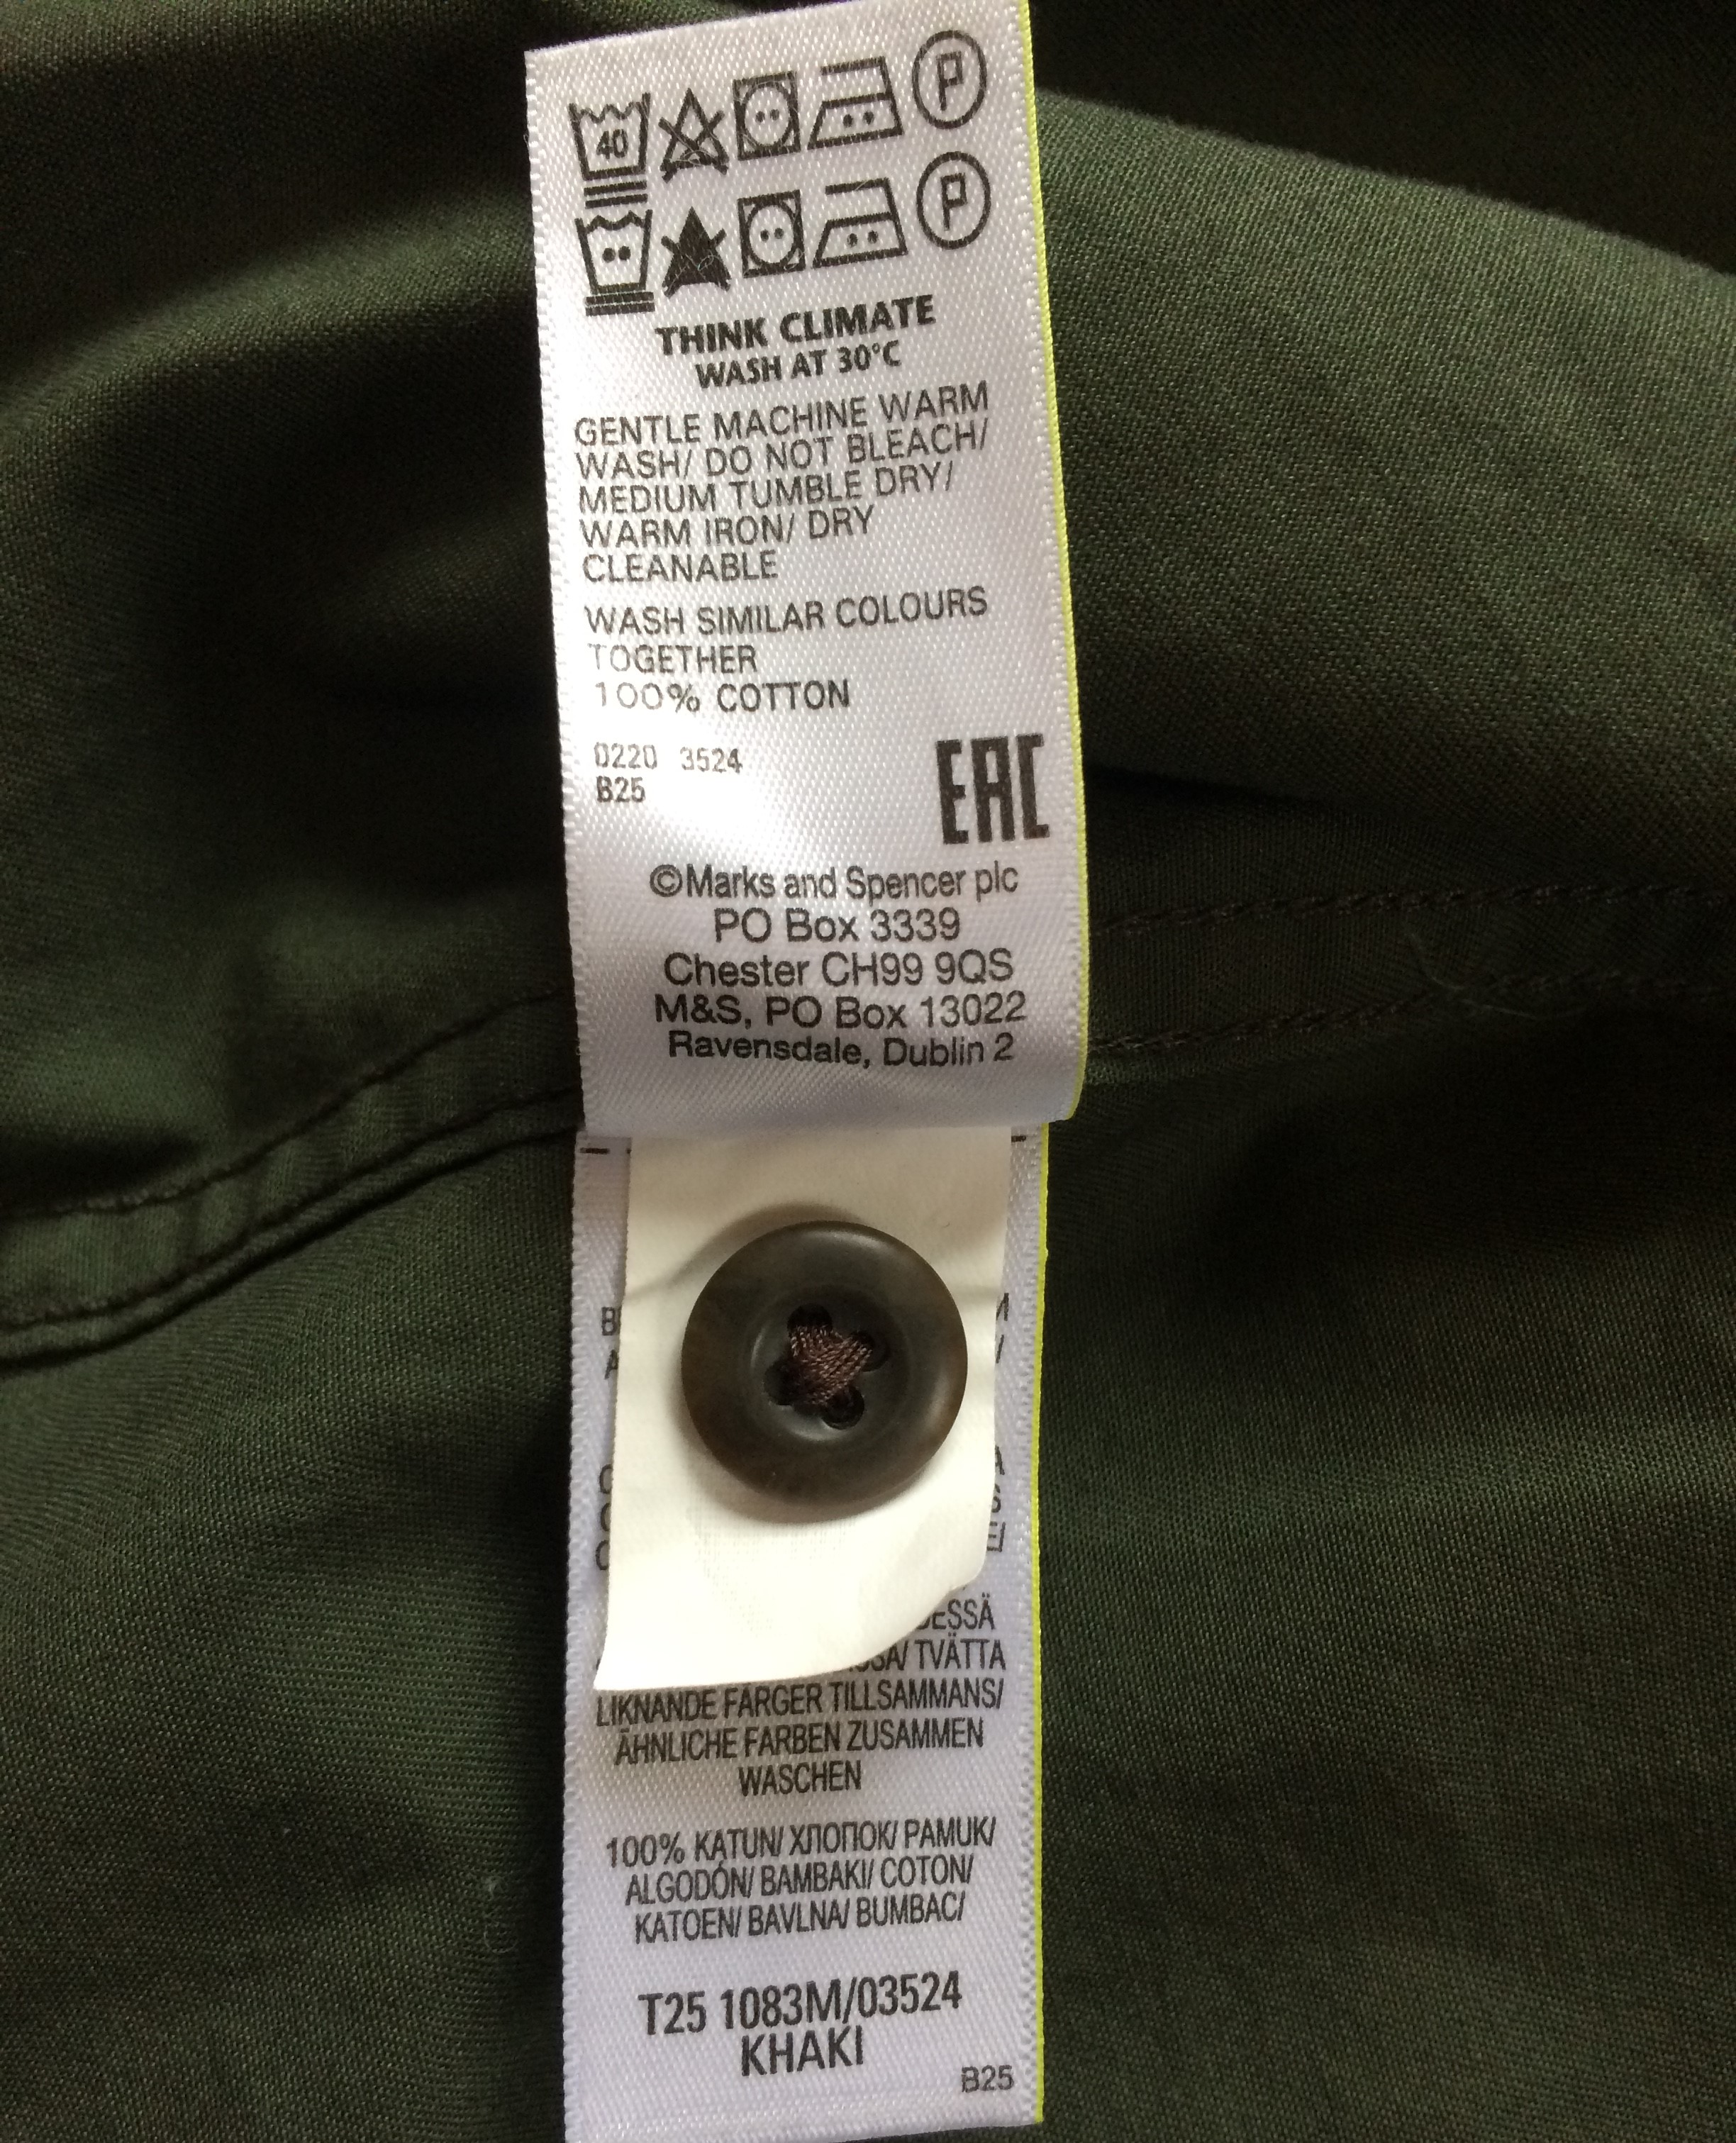 40
P
P
THINK CLIMATE
WASH AT 30°C
GENTLE MACHINE WARM
WASH/ DO NOT BLEACH/
MEDIUM TUMBLE DRY/
WARM IRON/ DRY
CLEANABLE
WASH SIMILAR COLOURS
TOGETHER
100% COTTON
0220 3524
B25
EAC
©Marks and Spencer plc
PO Box 3339
Chester CH99 9QS
M&S, PO Box 13022
Ravensdale, Dublin 2
TVÄTTA
LIKNANDE FÄRGER TILLSAMMANS/
ÄHNLICHE FARBEN ZUSAMMEN
WASCHEN
100% KATUN/ ХЛОПОК/ PAMUK/
ALGODÓN/ BAMBAKI/ COTON/
KATOEN/ BAVLNA/ BUMBAC/
T25 1083M/03524
KHAKI
B25